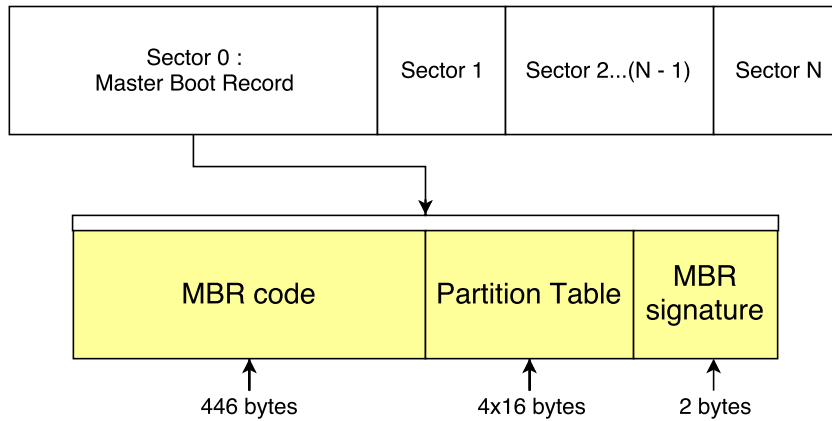 Sector 0 :
Master Boot Record
Sector 1
Sector 2...(N - 1)
Sector N
MBR code
Partition Table
MBR
signature
446 bytes
4x16 bytes
2 bytes